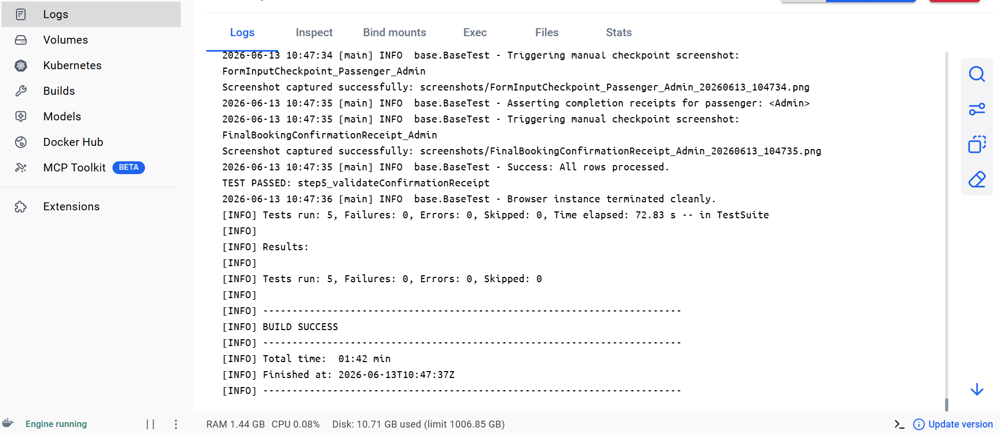 Logs
Volumes
Kubernetes
Builds
Models
Docker Hub
MCP Toolkit BETA
Extensions
Logs Inspect Bind mounts Exec Files Stats
2026-06-13 10:47:34 [main] INFO  base.BaseTest - Triggering manual checkpoint screenshot:
FormInputCheckpoint_Passenger_Admin
Screenshot captured successfully: screenshots/FormInputCheckpoint_Passenger_Admin_20260613_104734.png
2026-06-13 10:47:35 [main] INFO  base.BaseTest - Asserting completion receipts for passenger: <Admin>
2026-06-13 10:47:35 [main] INFO  base.BaseTest - Triggering manual checkpoint screenshot:
FinalBookingConfirmationReceipt_Admin
Screenshot captured successfully: screenshots/FinalBookingConfirmationReceipt_Admin_20260613_104735.png
2026-06-13 10:47:35 [main] INFO  base.BaseTest - Success: All rows processed.
TEST PASSED: step5_validateConfirmationReceipt
2026-06-13 10:47:36 [main] INFO  base.BaseTest - Browser instance terminated cleanly.
[INFO] Tests run: 5, Failures: 0, Errors: 0, Skipped: 0, Time elapsed: 72.83 s -- in TestSuite
[INFO]
[INFO] Results:
[INFO]
[INFO] Tests run: 5, Failures: 0, Errors: 0, Skipped: 0
[INFO]
[INFO] ------------------------------------------------------------------------
[INFO] BUILD SUCCESS
[INFO] ------------------------------------------------------------------------
[INFO] Total time:  01:42 min
[INFO] Finished at: 2026-06-13T10:47:37Z
[INFO] ------------------------------------------------------------------------
Engine running
RAM 1.44 GB CPU 0.08% Disk: 10.71 GB used (limit 1006.85 GB)
Update version